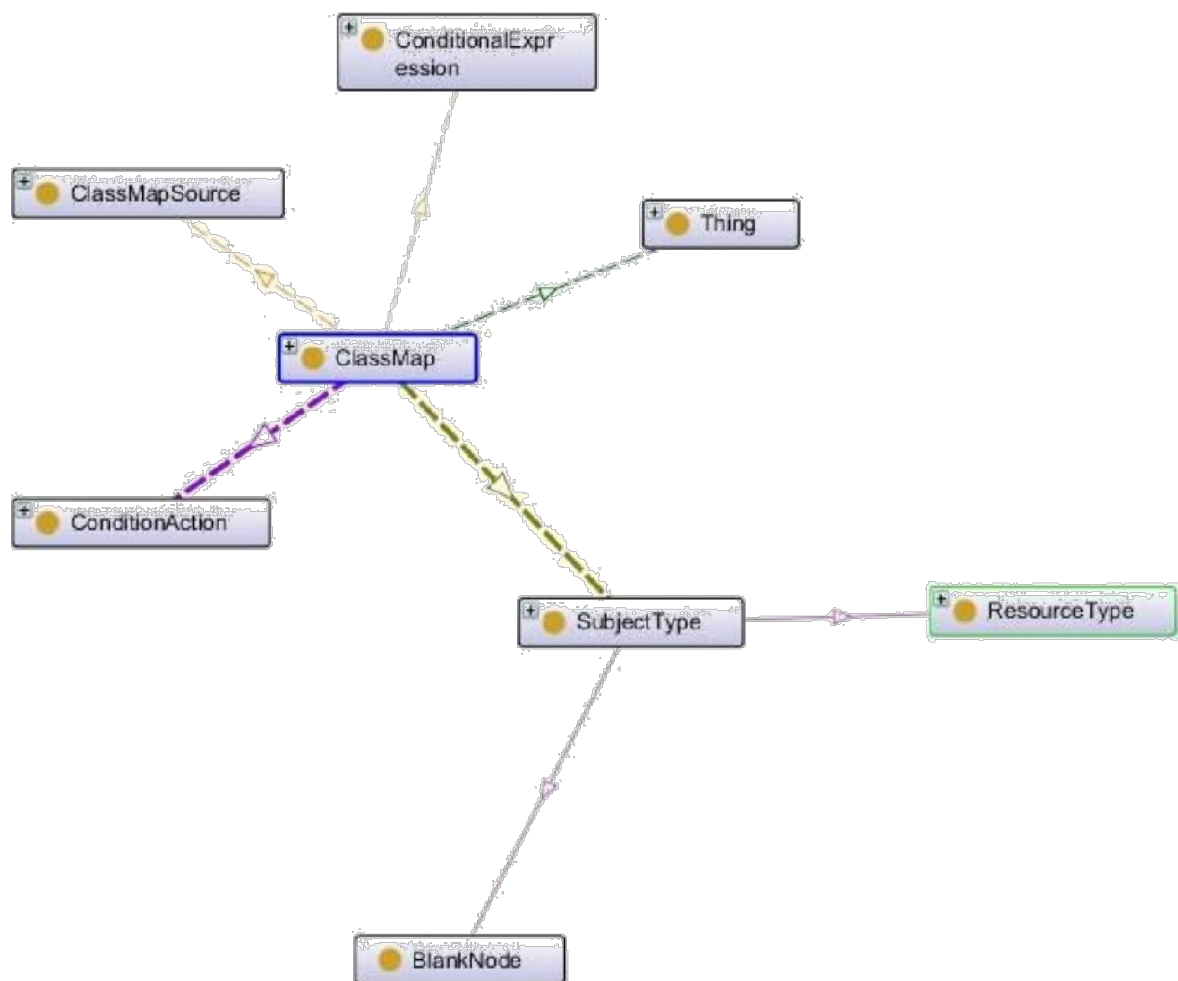 ConditionalExpr
ession
ClassMapSource
Thing
ClassMap
ConditionAction
SubjectType
ResourceType
BlankNode